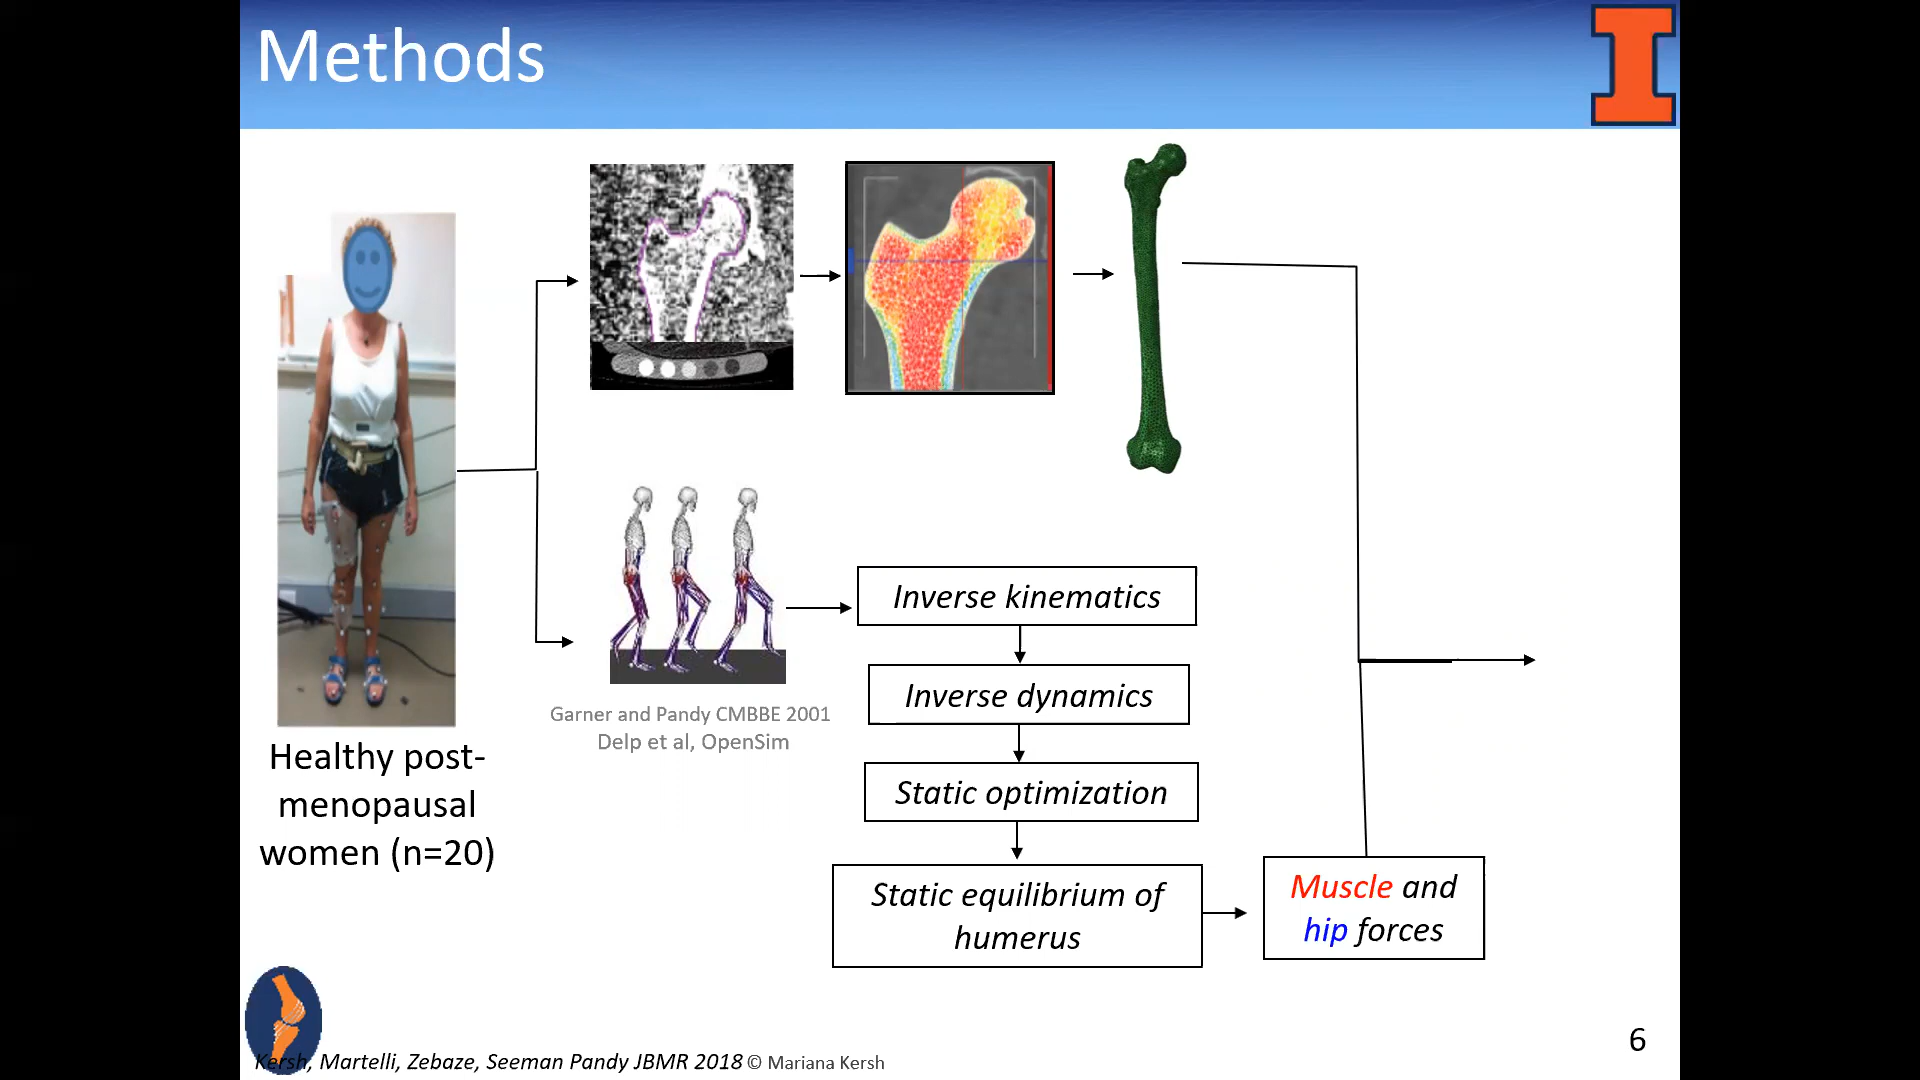 Methods
Healthy post-
menopausal
women (n=20)
Garner and Pandy CMBBE 2001
Delp et al, OpenSim
Inverse kinematics
Inverse dynamics
Static optimization
Static equilibrium of
humerus
Muscle and
hip forces
Kersh, Martelli, Zebaze, Seeman Pandy JBMR 2018 © Mariana Kersh
6